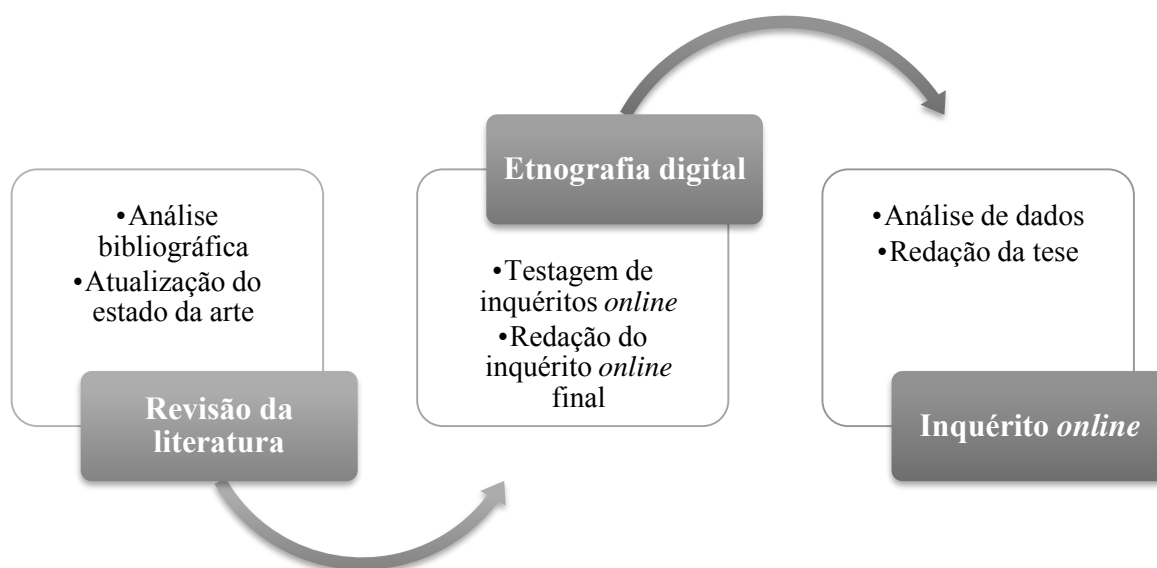 •Análise
bibliográfica
•Atualização do
estado da arte
Revisão da
literatura
Etnografia digital
•Testagem de
inquéritos online
•Redação do
inquérito online
final
•Análise de dados
•Redação da tese
Inquérito online